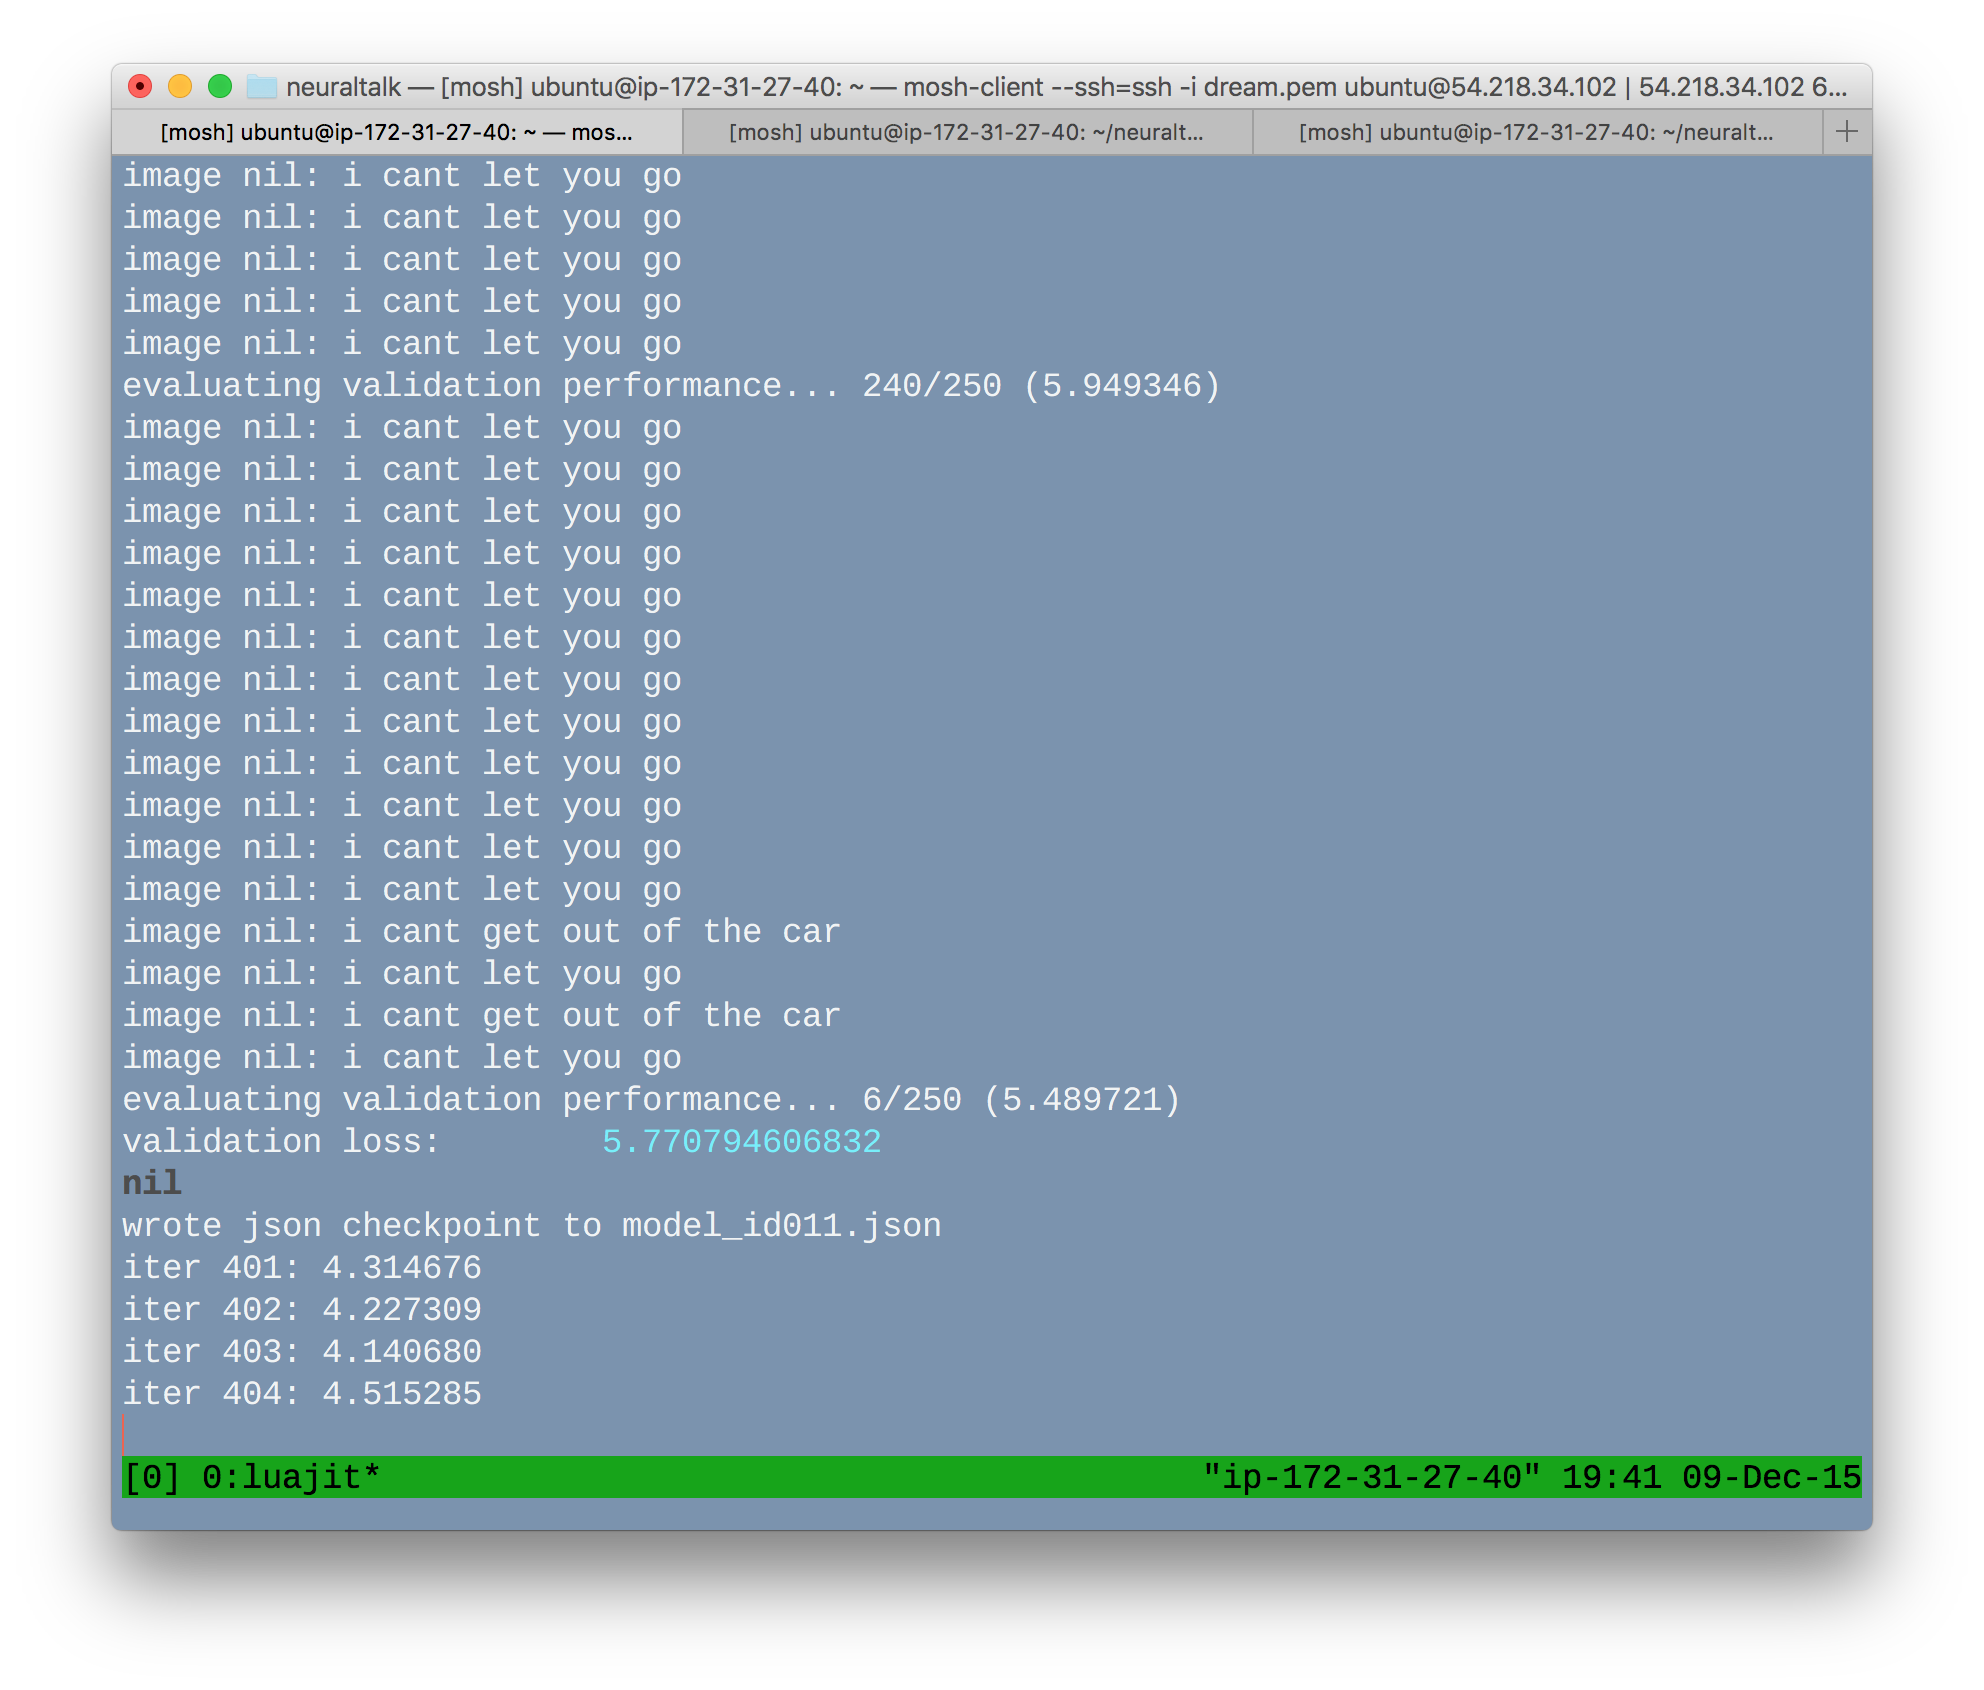 neuraltalk — [mosh] ubuntu@ip-172-31-27-40: ~ — mosh-client --ssh=ssh -i dream.pem ubuntu@54.218.34.102 | 54.218.34.102 6...
[mosh] ubuntu@ip-172-31-27-40: ~ — mos... [mosh] ubuntu@ip-172-31-27-40: ~/neuralt... [mosh] ubuntu@ip-172-31-27-40: ~/neuralt... +
image nil: i cant let you go
image nil: i cant let you go
image nil: i cant let you go
image nil: i cant let you go
image nil: i cant let you go
evaluating validation performance... 240/250 (5.949346)
image nil: i cant let you go
image nil: i cant let you go
image nil: i cant let you go
image nil: i cant let you go
image nil: i cant let you go
image nil: i cant let you go
image nil: i cant let you go
image nil: i cant let you go
image nil: i cant let you go
image nil: i cant let you go
image nil: i cant let you go
image nil: i cant let you go
image nil: i cant get out of the car
image nil: i cant let you go
image nil: i cant get out of the car
image nil: i cant let you go
evaluating validation performance... 6/250 (5.489721)
validation loss: 5.770794606832
nil
wrote json checkpoint to model_id011.json
iter 401: 4.314676
iter 402: 4.227309
iter 403: 4.140680
iter 404: 4.515285
[0] 0:luajit* "ip-172-31-27-40" 19:41 09-Dec-15